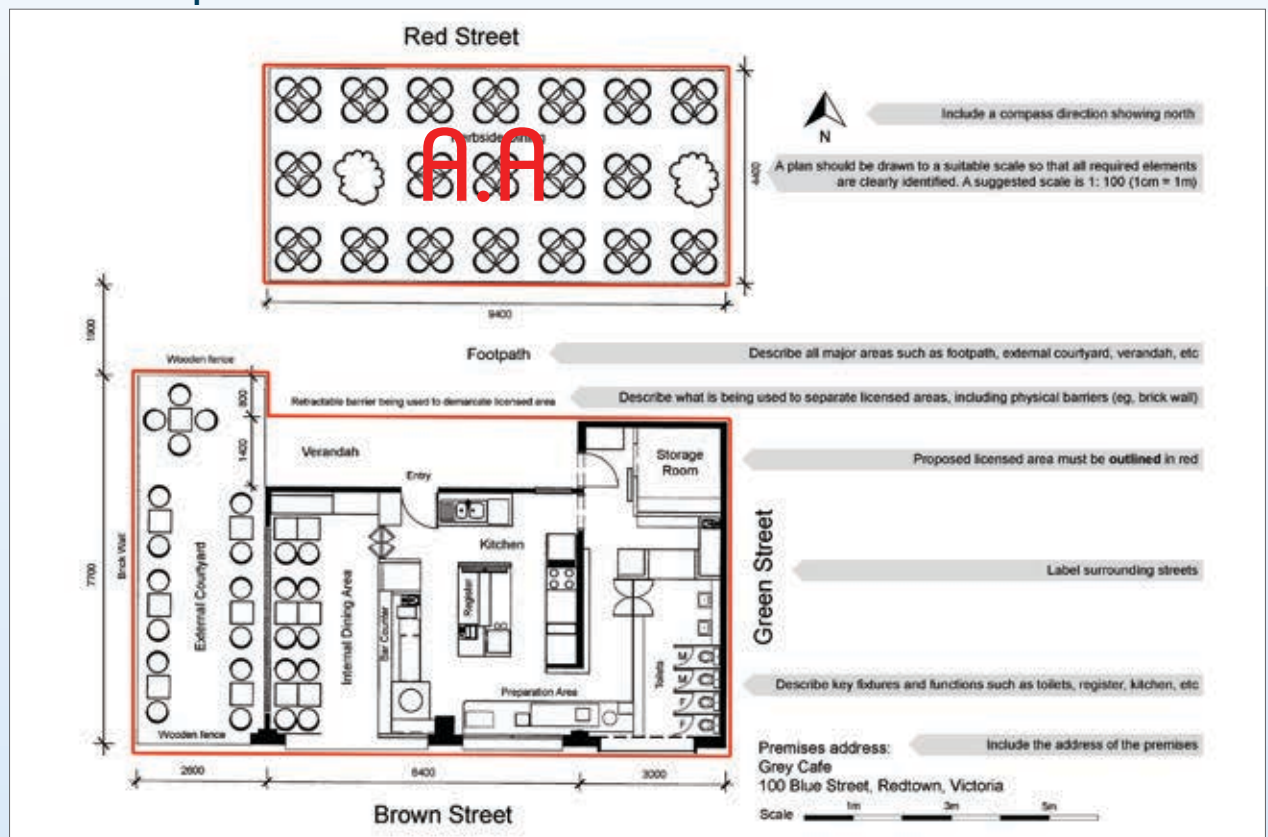 Red Street
A.A
N
Include a compass direction showing north
4400
A plan should be drawn to a suitable scale so that all required elements
are clearly identified. A suggested scale is 1: 100 (1cm = 1m)
9400
1900
Wooden fence
Footpath
Describe all major areas such as footpath, external courtyard, verandah, etc
800
Retractable barrier being used to demarcate licensed area
Describe what is being used to separate licensed areas, including physical barriers (eg, brick wall)
1400
Verandah
Entry
Storage
Room
Proposed licensed area must be outlined in red
Kitchen
Green Street
Label surrounding streets
7700
Brick Wall
External Courtyard
Internal Dining Area
Bar Counter
Register
Toilets
Describe key fixtures and functions such as toilets, register, kitchen, etc
Preparation Area
Wooden fence
Premises address:
Include the address of the premises
Grey Cafe
100 Blue Street, Redtown, Victoria
2600
6400
3000
Scale
1m
3m
5m
Brown Street